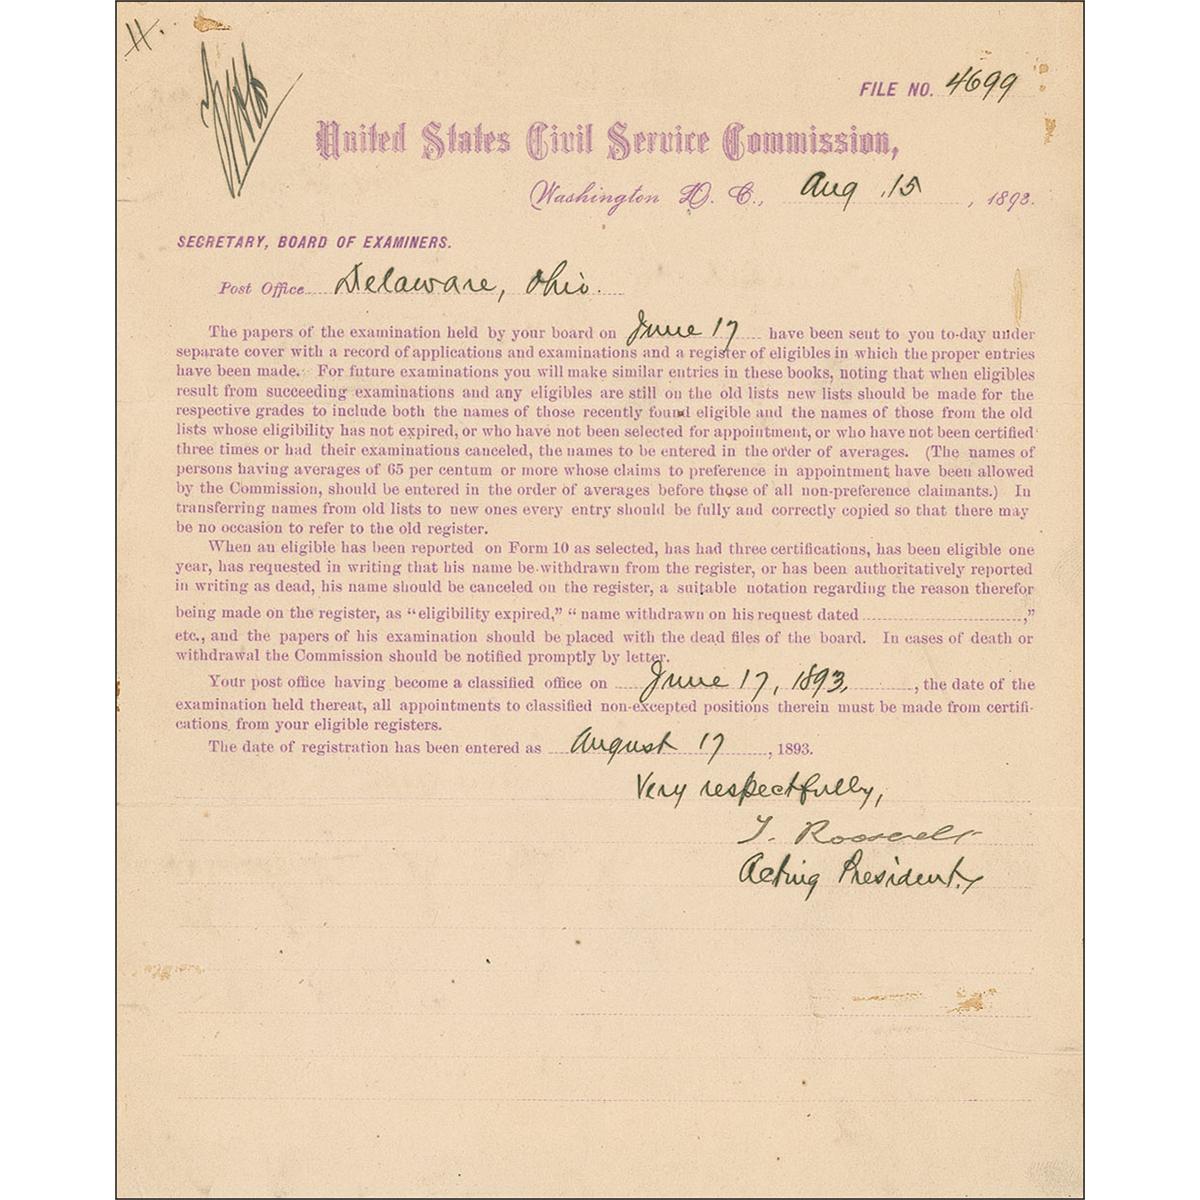 H.
FILE NO. 4699
United States Civil Service Commission,
Washington D. C., Aug. 15, 1893.
SECRETARY, BOARD OF EXAMINERS.
Post Office Delaware, Ohio.
The papers of the examination held by your board on June 17 have been sent to you to-day under
separate cover with a record of applications and examinations and a register of eligibles in which the proper entries
have been made. For future examinations you will make similar entries in these books, noting that when eligibles
result from succeeding examinations and any eligibles are still on the old lists new lists should be made for the
respective grades to include both the names of those recently found eligible and the names of those from the old
lists whose eligibility has not expired, or who have not been selected for appointment, or who have not been certified
three times or had their examinations canceled, the names to be entered in the order of averages. (The names of
persons having averages of 65 per centum or more whose claims to preference in appointment have been allowed
by the Commission, should be entered in the order of averages before those of all non-preference claimants.) In
transferring names from old lists to new ones every entry should be fully and correctly copied so that there may
be no occasion to refer to the old register.
When an eligible has been reported on Form 10 as selected, has had three certifications, has been eligible one
year, has requested in writing that his name be withdrawn from the register, or has been authoritatively reported
in writing as dead, his name should be canceled on the register, a suitable notation regarding the reason therefor
being made on the register, as "eligibility expired," "name withdrawn on his request dated ,"
etc., and the papers of his examination should be placed with the dead files of the board. In cases of death or
withdrawal the Commission should be notified promptly by letter.
Your post office having become a classified office on June 17, 1893, , the date of the
examination held thereat, all appointments to classified non-excepted positions therein must be made from certifi-
cations from your eligible registers.
The date of registration has been entered as August 17, 1893.
Very respectfully,
T. Roosevelt
Acting President.